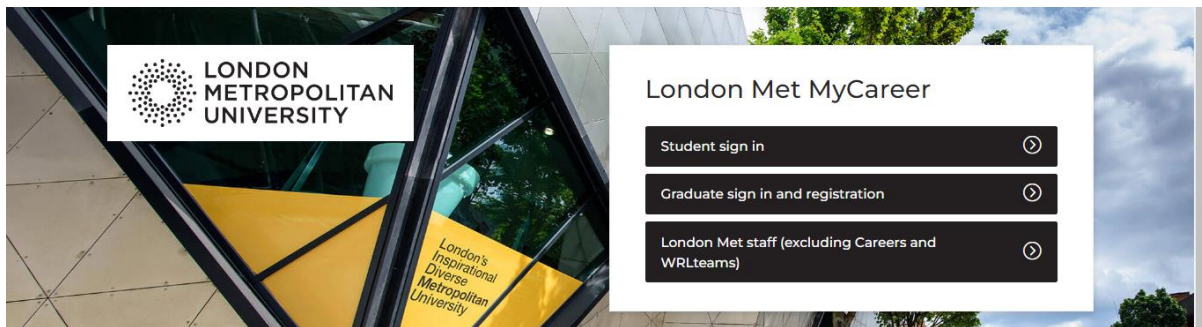 LONDON
METROPOLITAN
UNIVERSITY
London's
Inspirational
Diverse
Metropolitan
University
London Met MyCareer
Student sign in
Graduate sign in and registration
London Met staff (excluding Careers and
WRLteams)